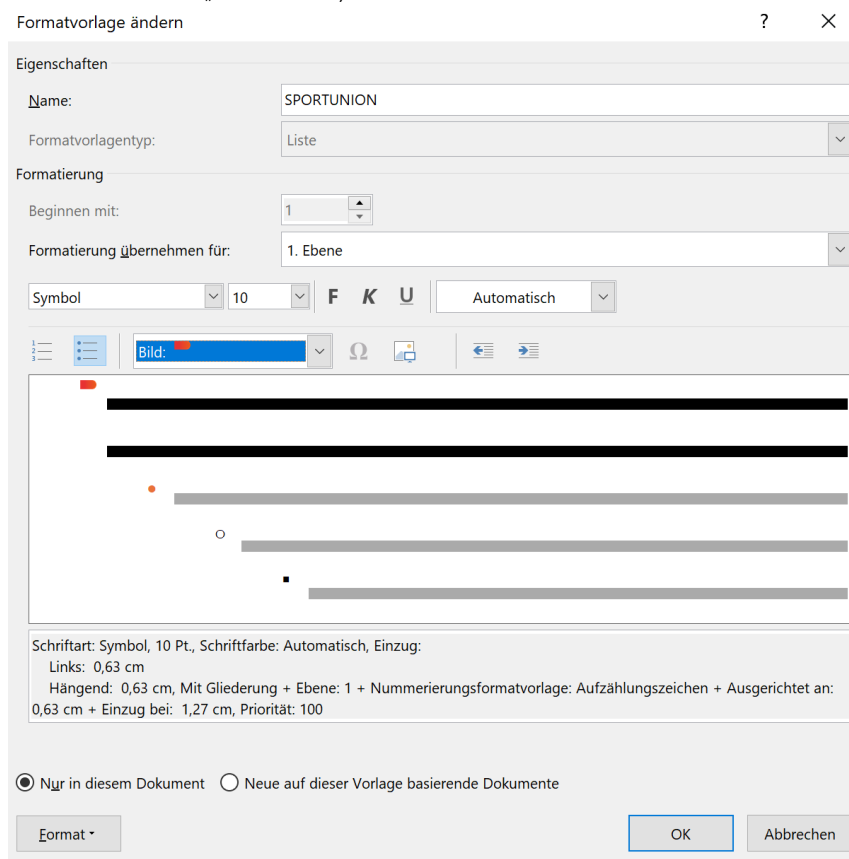 Formatvorlage ändern ? ×
Eigenschaften
Name: SPORTUNION
Formatvorlagentyp: Liste
Formatierung
Beginnen mit: 1
Formatierung übernehmen für: 1. Ebene
Symbol 10 F K U Automatisch
1 2 3 Bild: Ω
Schriftart: Symbol, 10 Pt., Schriftfarbe: Automatisch, Einzug:
Links: 0,63 cm
Hängend: 0,63 cm, Mit Gliederung + Ebene: 1 + Nummerierungsformatvorlage: Aufzählungszeichen + Ausgerichtet an:
0,63 cm + Einzug bei: 1,27 cm, Priorität: 100
Nur in diesem Dokument Neue auf dieser Vorlage basierende Dokumente
Format OK Abbrechen